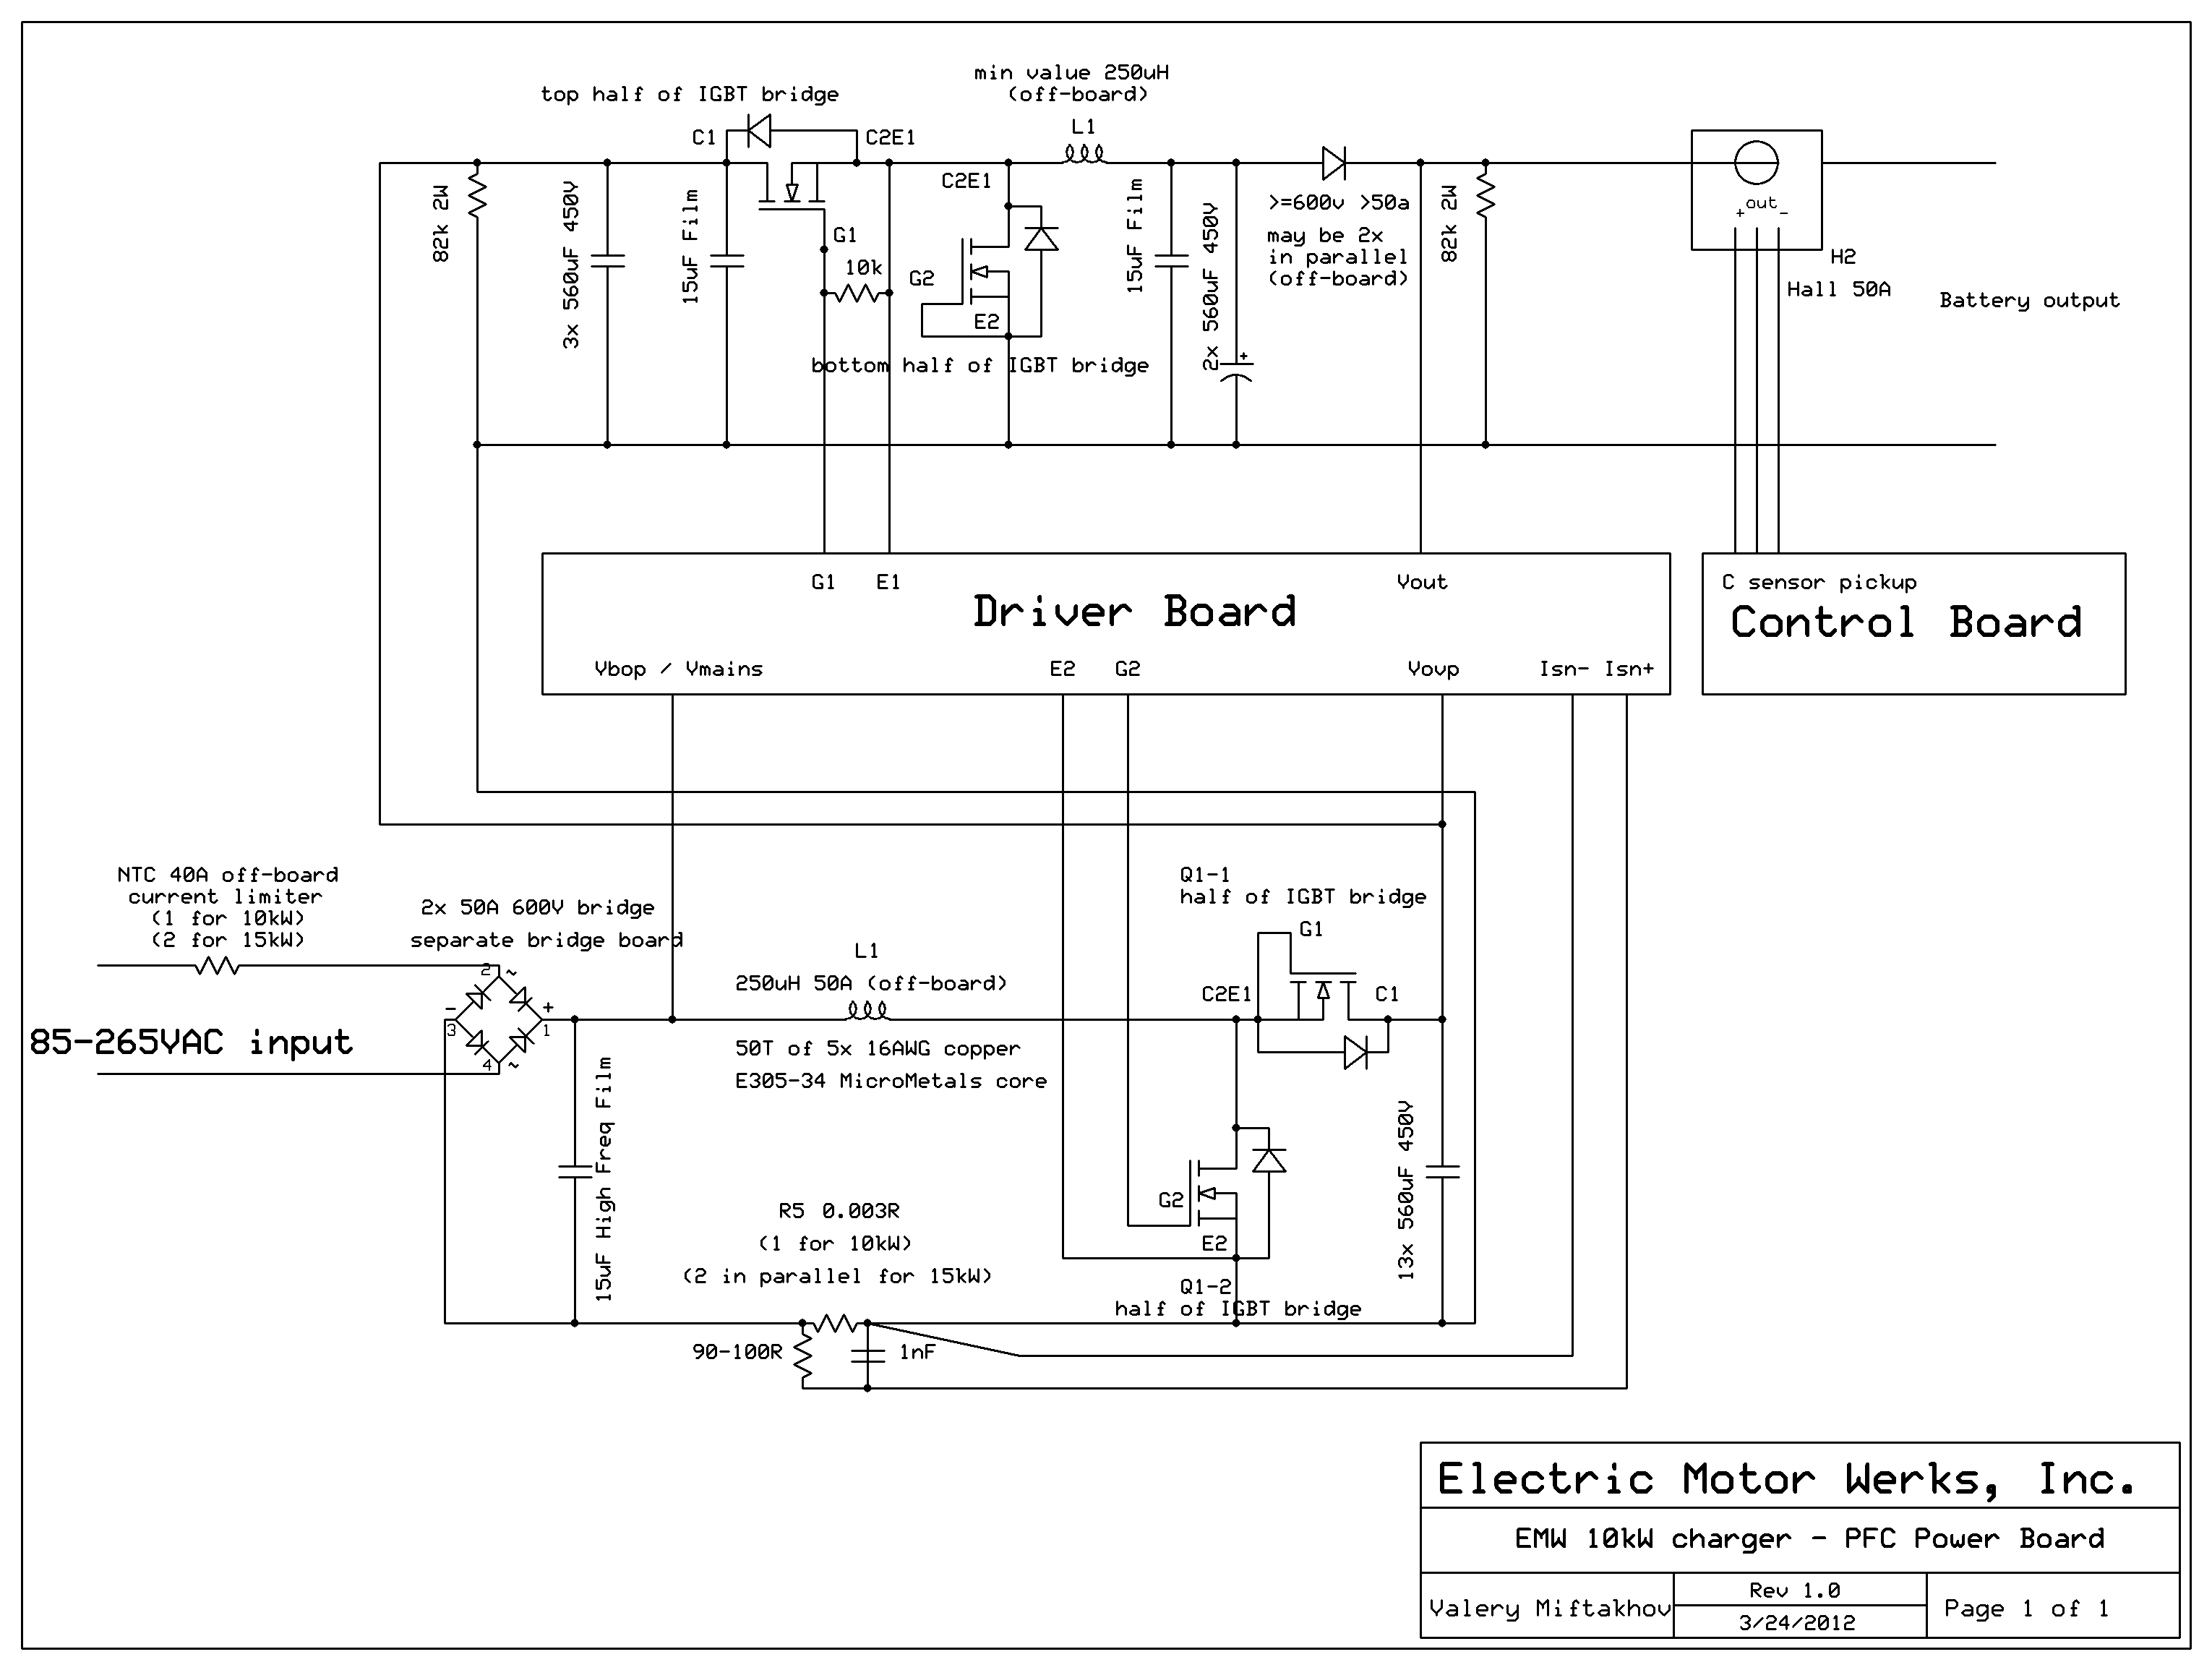 min value 250uH
(off-board)
top half of IGBT bridge
L1
C1
C2E1
C2E1
82k 2W
3x 560uF 450V
15uF Film
G1
10k
G2
E2
bottom half of IGBT bridge
15uF Film
2x 560uF 450V
+
>=600v >50a
may be 2x
in parallel
(off-board)
82k 2W
+ out -
H2
Hall 50A
Battery output
G1 E1 Vout
Driver Board
Vbop / Vmains E2 G2 Vovp Isn- Isn+
C sensor pickup
Control Board
NTC 40A off-board
current limiter
(1 for 10kW)
(2 for 15kW)
2x 50A 600V bridge
separate bridge board
2 ~
- +
3 1
4 ~
85-265VAC input
L1
250uH 50A (off-board)
50T of 5x 16AWG copper
E305-34 MicroMetals core
15uF High Freq Film
Q1-1
half of IGBT bridge
G1
C2E1 C1
G2
E2
Q1-2
half of IGBT bridge
13x 560uF 450V
R5 0.003R
(1 for 10kW)
(2 in parallel for 15kW)
90-100R 1nF
Electric Motor Werks, Inc.
EMW 10kW charger - PFC Power Board
Valery Miftakhov
Rev 1.0
3/24/2012
Page 1 of 1